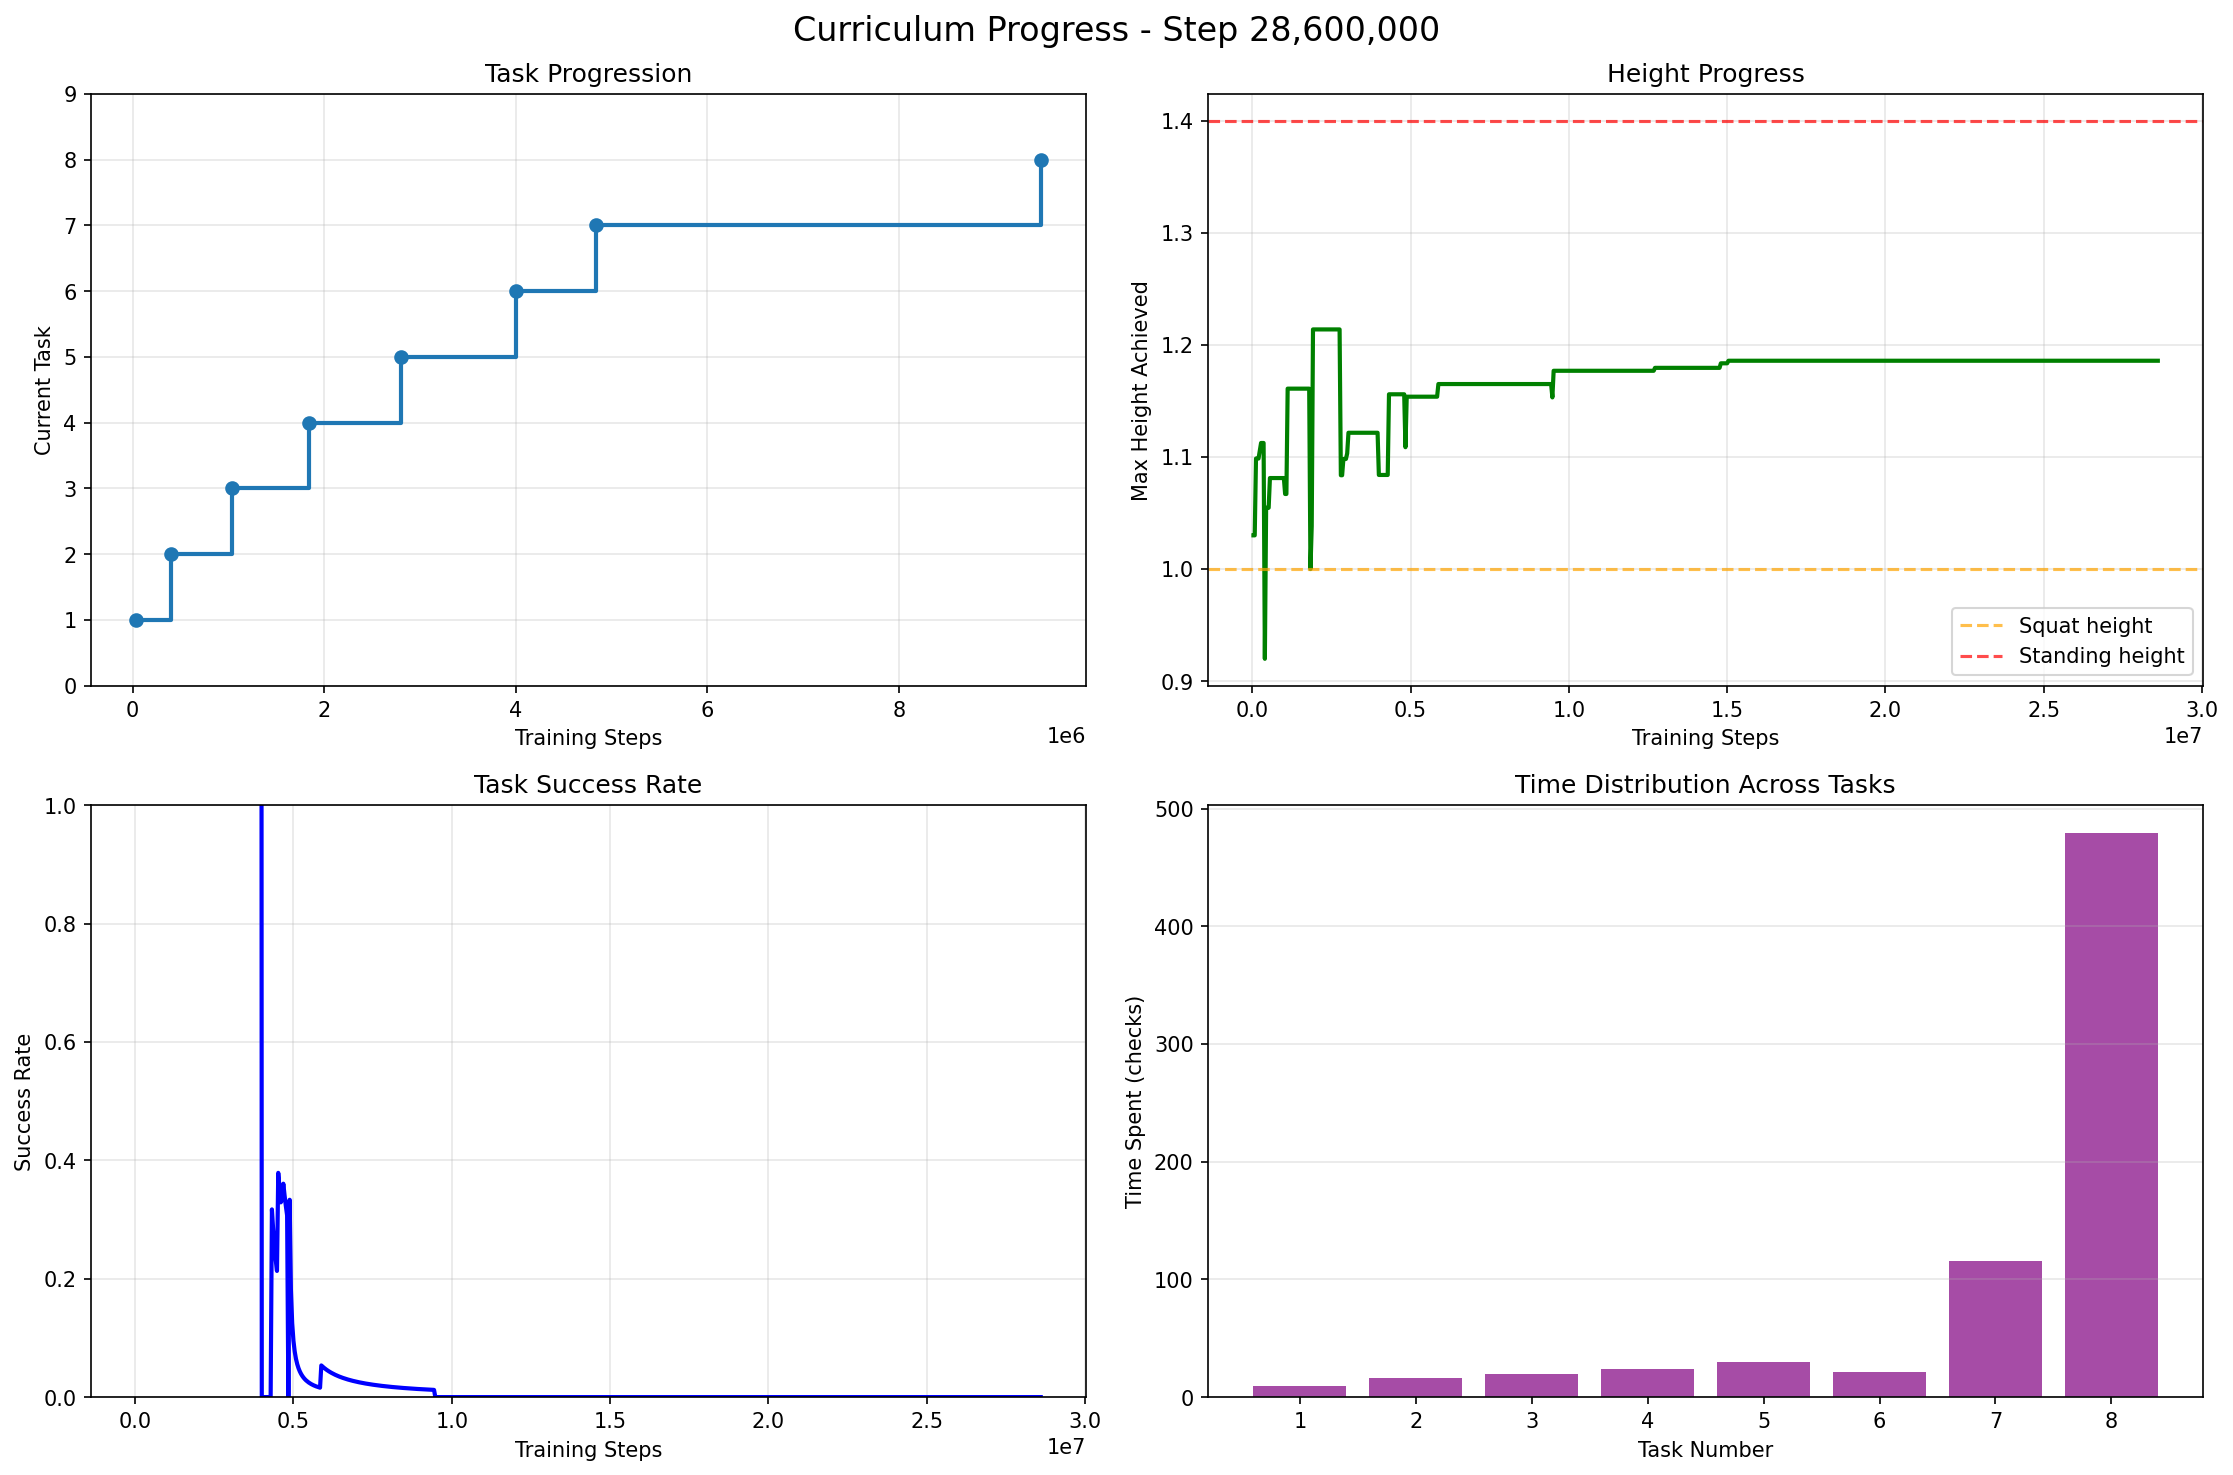 Curriculum Progress - Step 28,600,000
Task Progression
9
8
7
6
5
4
3
2
1
0
Current Task
0 2 4 6 8
1e6
Training Steps
Height Progress
1.4
1.3
1.2
1.1
1.0
0.9
Max Height Achieved
Squat height
Standing height
0.0 0.5 1.0 1.5 2.0 2.5 3.0
1e7
Training Steps
Task Success Rate
1.0
0.8
0.6
0.4
0.2
0.0
Success Rate
0.0 0.5 1.0 1.5 2.0 2.5 3.0
1e7
Training Steps
Time Distribution Across Tasks
500
400
300
200
100
0
Time Spent (checks)
1 2 3 4 5 6 7 8
Task Number